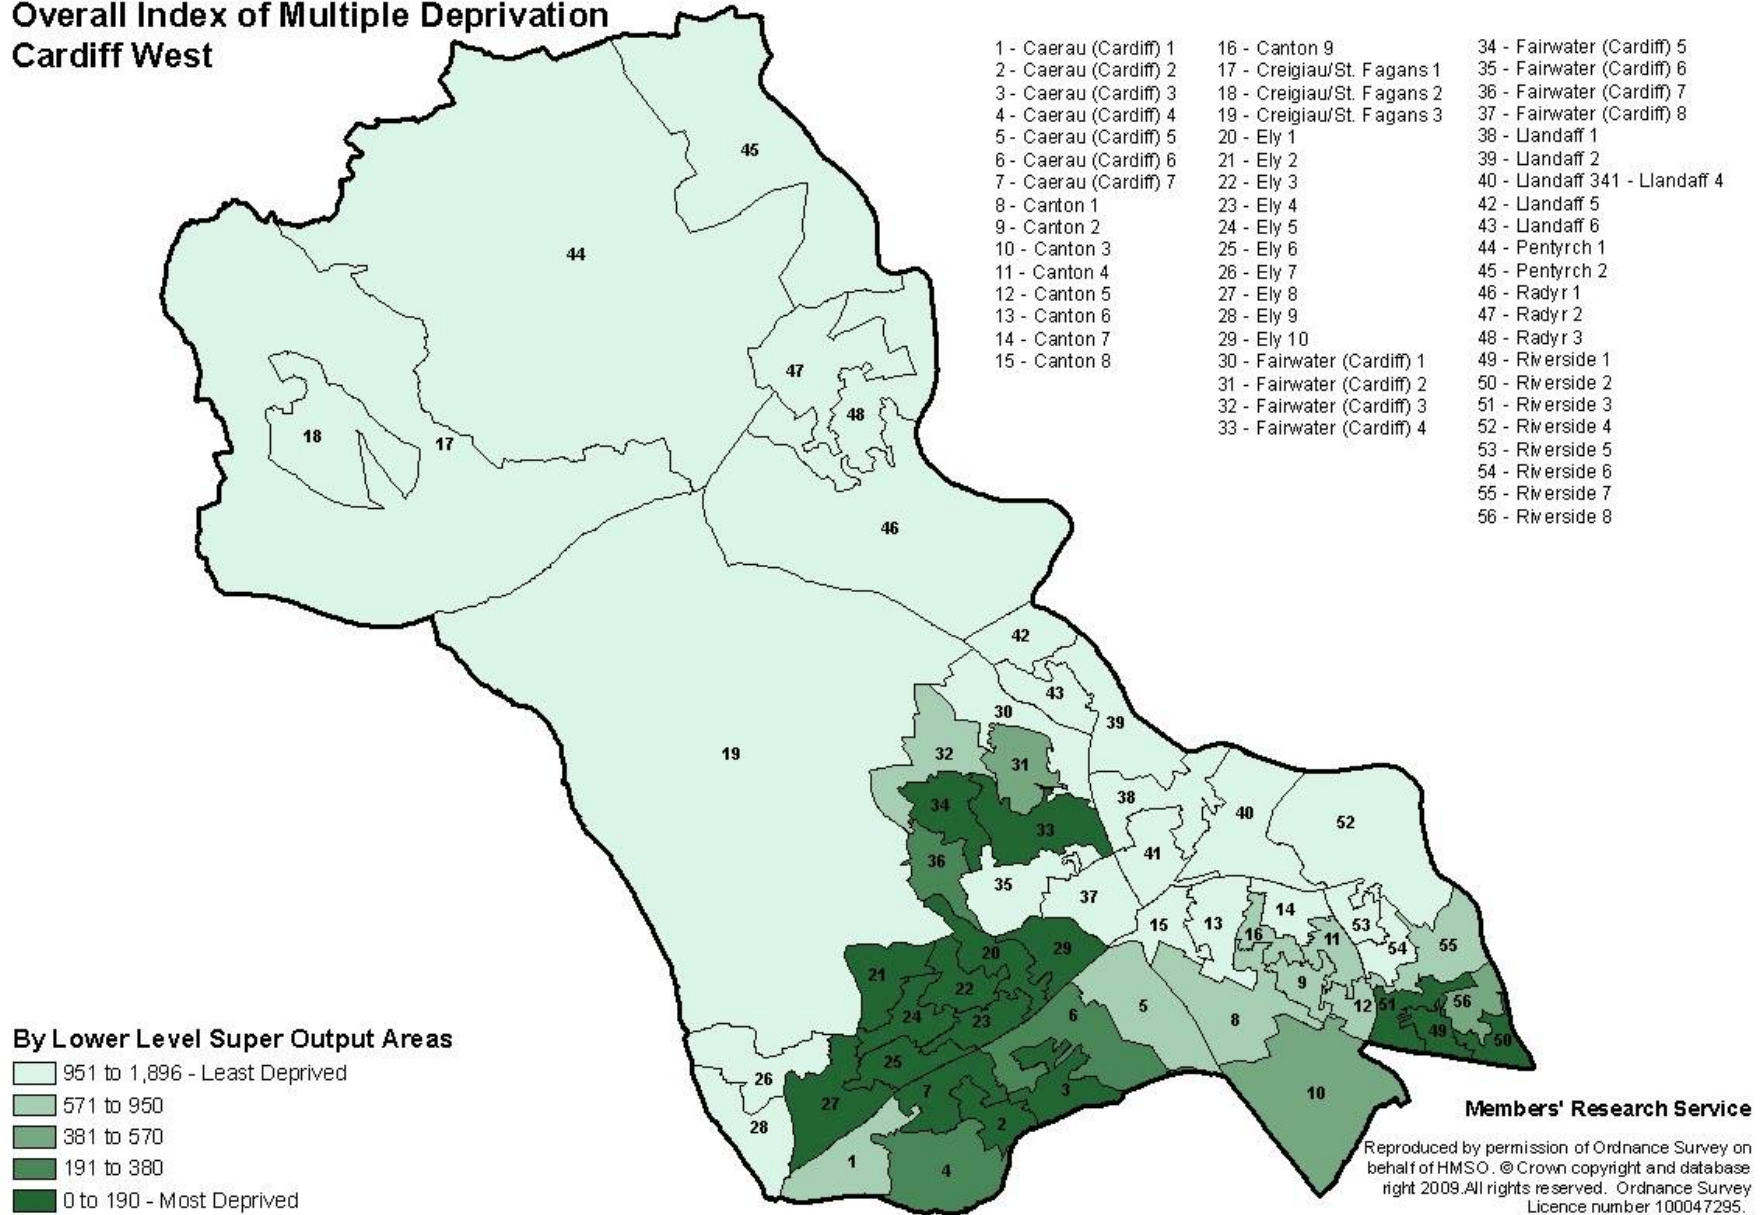 Overall Index of Multiple Deprivation
Cardiff West
1 - Caerau (Cardiff) 1
2 - Caerau (Cardiff) 2
3 - Caerau (Cardiff) 3
4 - Caerau (Cardiff) 4
5 - Caerau (Cardiff) 5
6 - Caerau (Cardiff) 6
7 - Caerau (Cardiff) 7
8 - Canton 1
9 - Canton 2
10 - Canton 3
11 - Canton 4
12 - Canton 5
13 - Canton 6
14 - Canton 7
15 - Canton 8
16 - Canton 9
17 - Creigiau/St. Fagans 1
18 - Creigiau/St. Fagans 2
19 - Creigiau/St. Fagans 3
20 - Ely 1
21 - Ely 2
22 - Ely 3
23 - Ely 4
24 - Ely 5
25 - Ely 6
26 - Ely 7
27 - Ely 8
28 - Ely 9
29 - Ely 10
30 - Fairwater (Cardiff) 1
31 - Fairwater (Cardiff) 2
32 - Fairwater (Cardiff) 3
33 - Fairwater (Cardiff) 4
34 - Fairwater (Cardiff) 5
35 - Fairwater (Cardiff) 6
36 - Fairwater (Cardiff) 7
37 - Fairwater (Cardiff) 8
38 - Llandaff 1
39 - Llandaff 2
40 - Llandaff 341 - Llandaff 4
42 - Llandaff 5
43 - Llandaff 6
44 - Pentyrch 1
45 - Pentyrch 2
46 - Radyr 1
47 - Radyr 2
48 - Radyr 3
49 - Riverside 1
50 - Riverside 2
51 - Riverside 3
52 - Riverside 4
53 - Riverside 5
54 - Riverside 6
55 - Riverside 7
56 - Riverside 8
45
44
47
48
18
17
46
42
43
30
39
19
32
31
38
34
40
52
33
41
36
35
37
14
15
13
53
16
11
54
55
20
29
21
9
22
5
12
51
56
24
23
6
8
49
50
25
26
7
3
10
27
2
28
1
4
By Lower Level Super Output Areas
951 to 1,896 - Least Deprived
571 to 950
381 to 570
191 to 380
0 to 190 - Most Deprived
Members' Research Service
Reproduced by permission of Ordnance Survey on
behalf of HMSO. © Crown copyright and database
right 2009.All rights reserved. Ordnance Survey
Licence number 100047295.